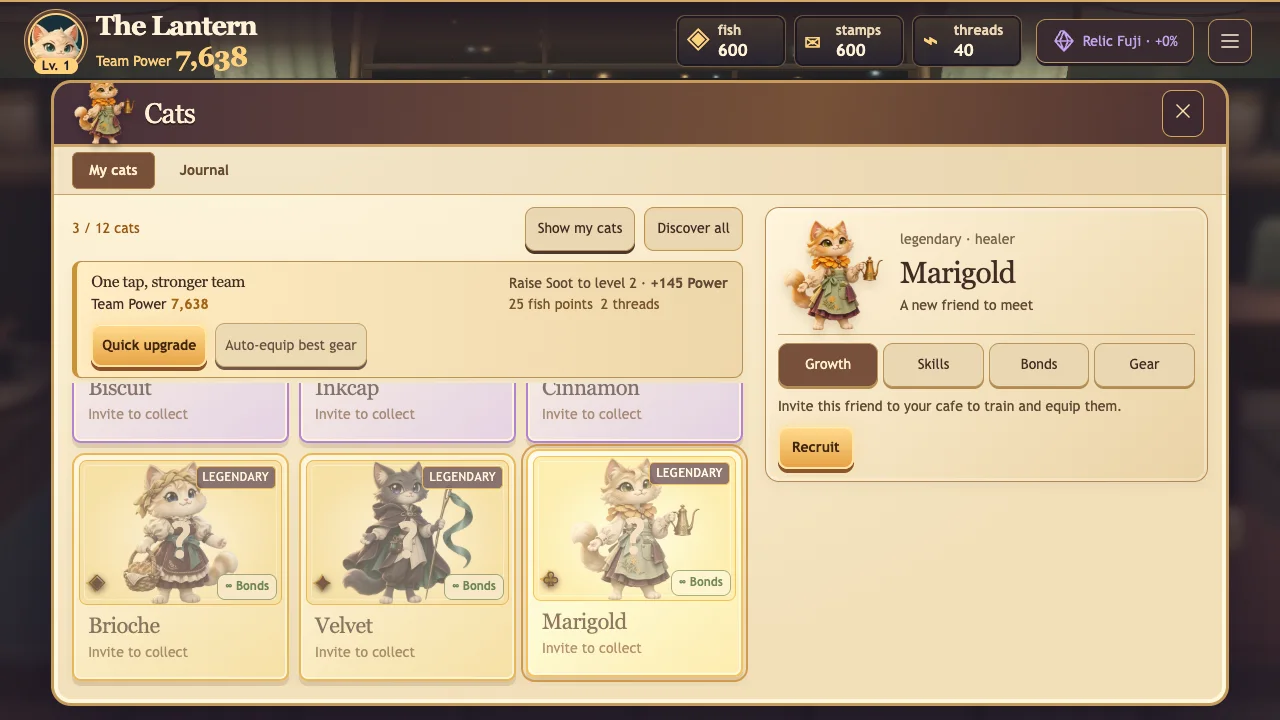 The Lantern
Team Power 7,638
Lv. 1
fish
600
stamps
600
threads
40
Relic Fuji · +0%
Cats
My cats
Journal
3 / 12 cats
Show my cats
Discover all
One tap, stronger team
Team Power 7,638
Raise Soot to level 2 · +145 Power
25 fish points 2 threads
Quick upgrade
Auto-equip best gear
Biscuit
Invite to collect
Inkcap
Invite to collect
Cinnamon
Invite to collect
LEGENDARY
?
∞ Bonds
Brioche
Invite to collect
LEGENDARY
?
∞ Bonds
Velvet
Invite to collect
LEGENDARY
?
∞ Bonds
Marigold
Invite to collect
legendary · healer
Marigold
A new friend to meet
Growth
Skills
Bonds
Gear
Invite this friend to your cafe to train and equip them.
Recruit